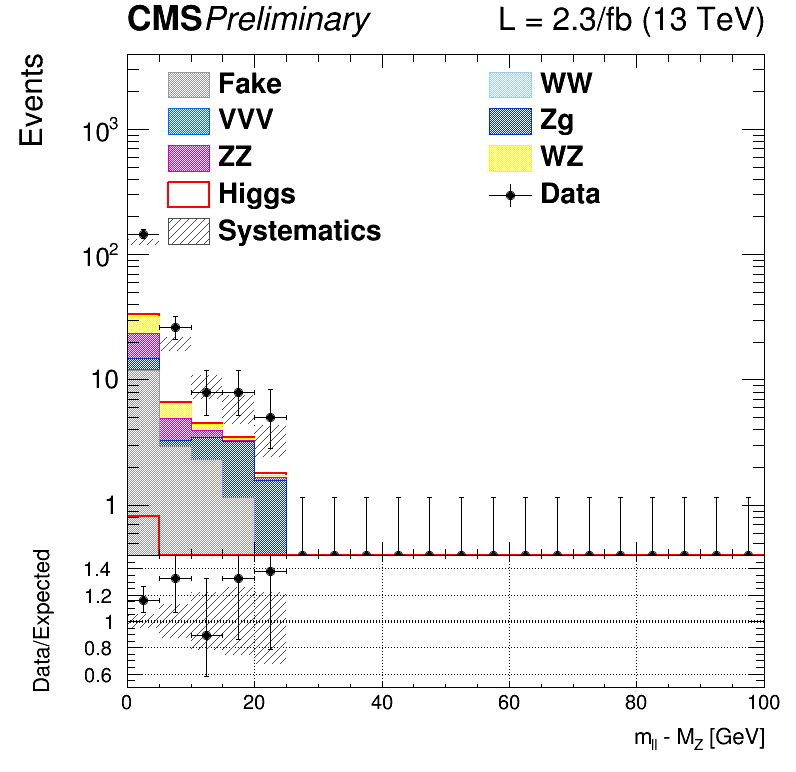 CMS Preliminary L = 2.3/fb (13 TeV)
Events
Fake WW
VVV Zg
ZZ WZ
Higgs Data
Systematics
10³
10²
10
1
Data/Expected
1.4
1.2
1
0.8
0.6
0 20 40 60 80 100
m_ll - M_Z [GeV]